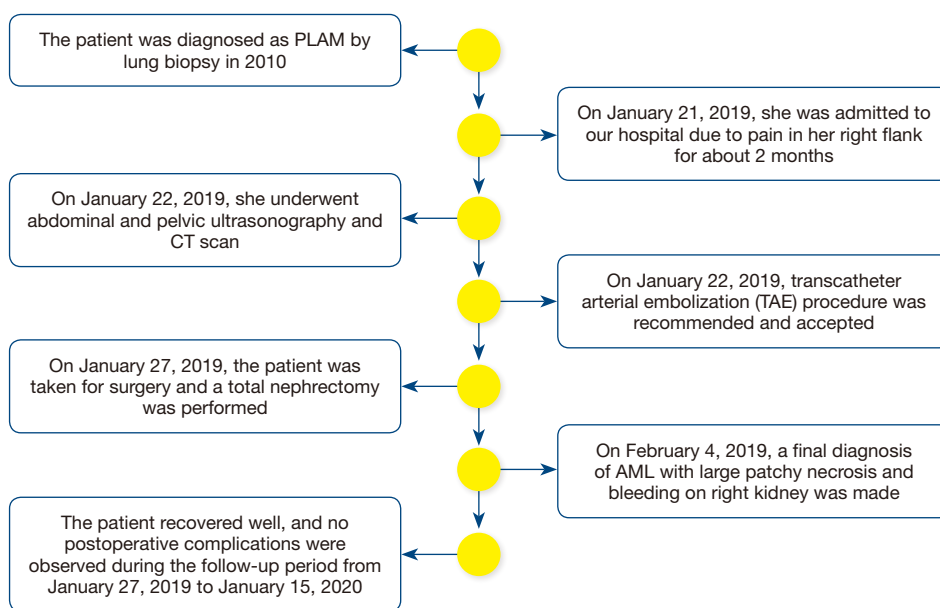 The patient was diagnosed as PLAM by
lung biopsy in 2010
On January 21, 2019, she was admitted to
our hospital due to pain in her right flank
for about 2 months
On January 22, 2019, she underwent
abdominal and pelvic ultrasonography and
CT scan
On January 22, 2019, transcatheter
arterial embolization (TAE) procedure was
recommended and accepted
On January 27, 2019, the patient was
taken for surgery and a total nephrectomy
was performed
On February 4, 2019, a final diagnosis
of AML with large patchy necrosis and
bleeding on right kidney was made
The patient recovered well, and no
postoperative complications were
observed during the follow-up period from
January 27, 2019 to January 15, 2020